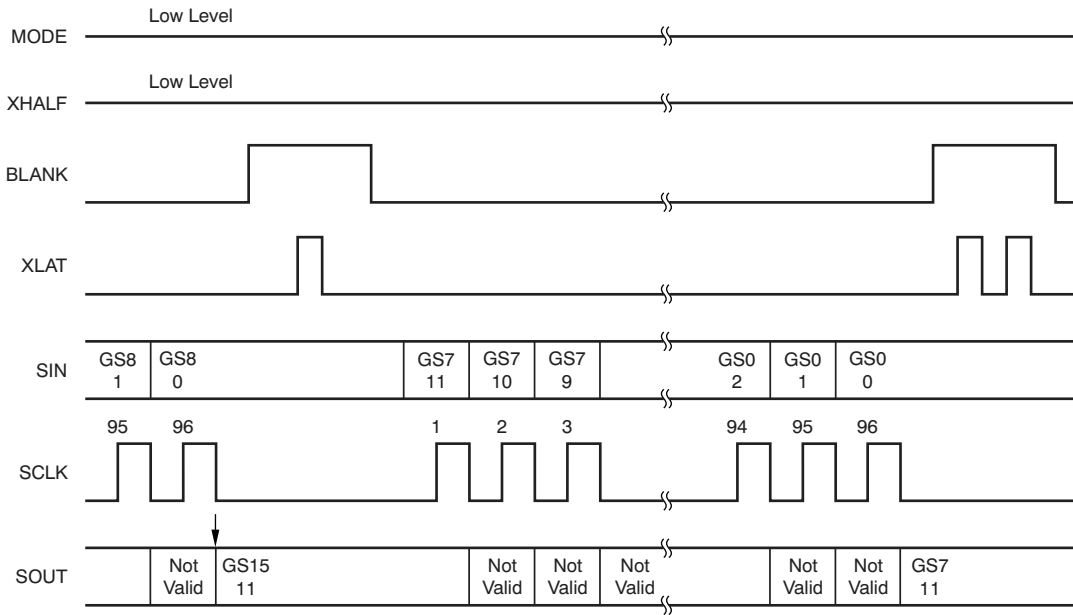 Low Level
MODE
Low Level
XHALF
BLANK
XLAT
SIN
GS8 GS8 GS7 GS7 GS7 GS0 GS0 GS0
1 0 11 10 9 2 1 0
95 96 1 2 3 94 95 96
SCLK
SOUT
Not GS15 Not Not Not Not Not GS7
Valid 11 Valid Valid Valid Valid Valid 11